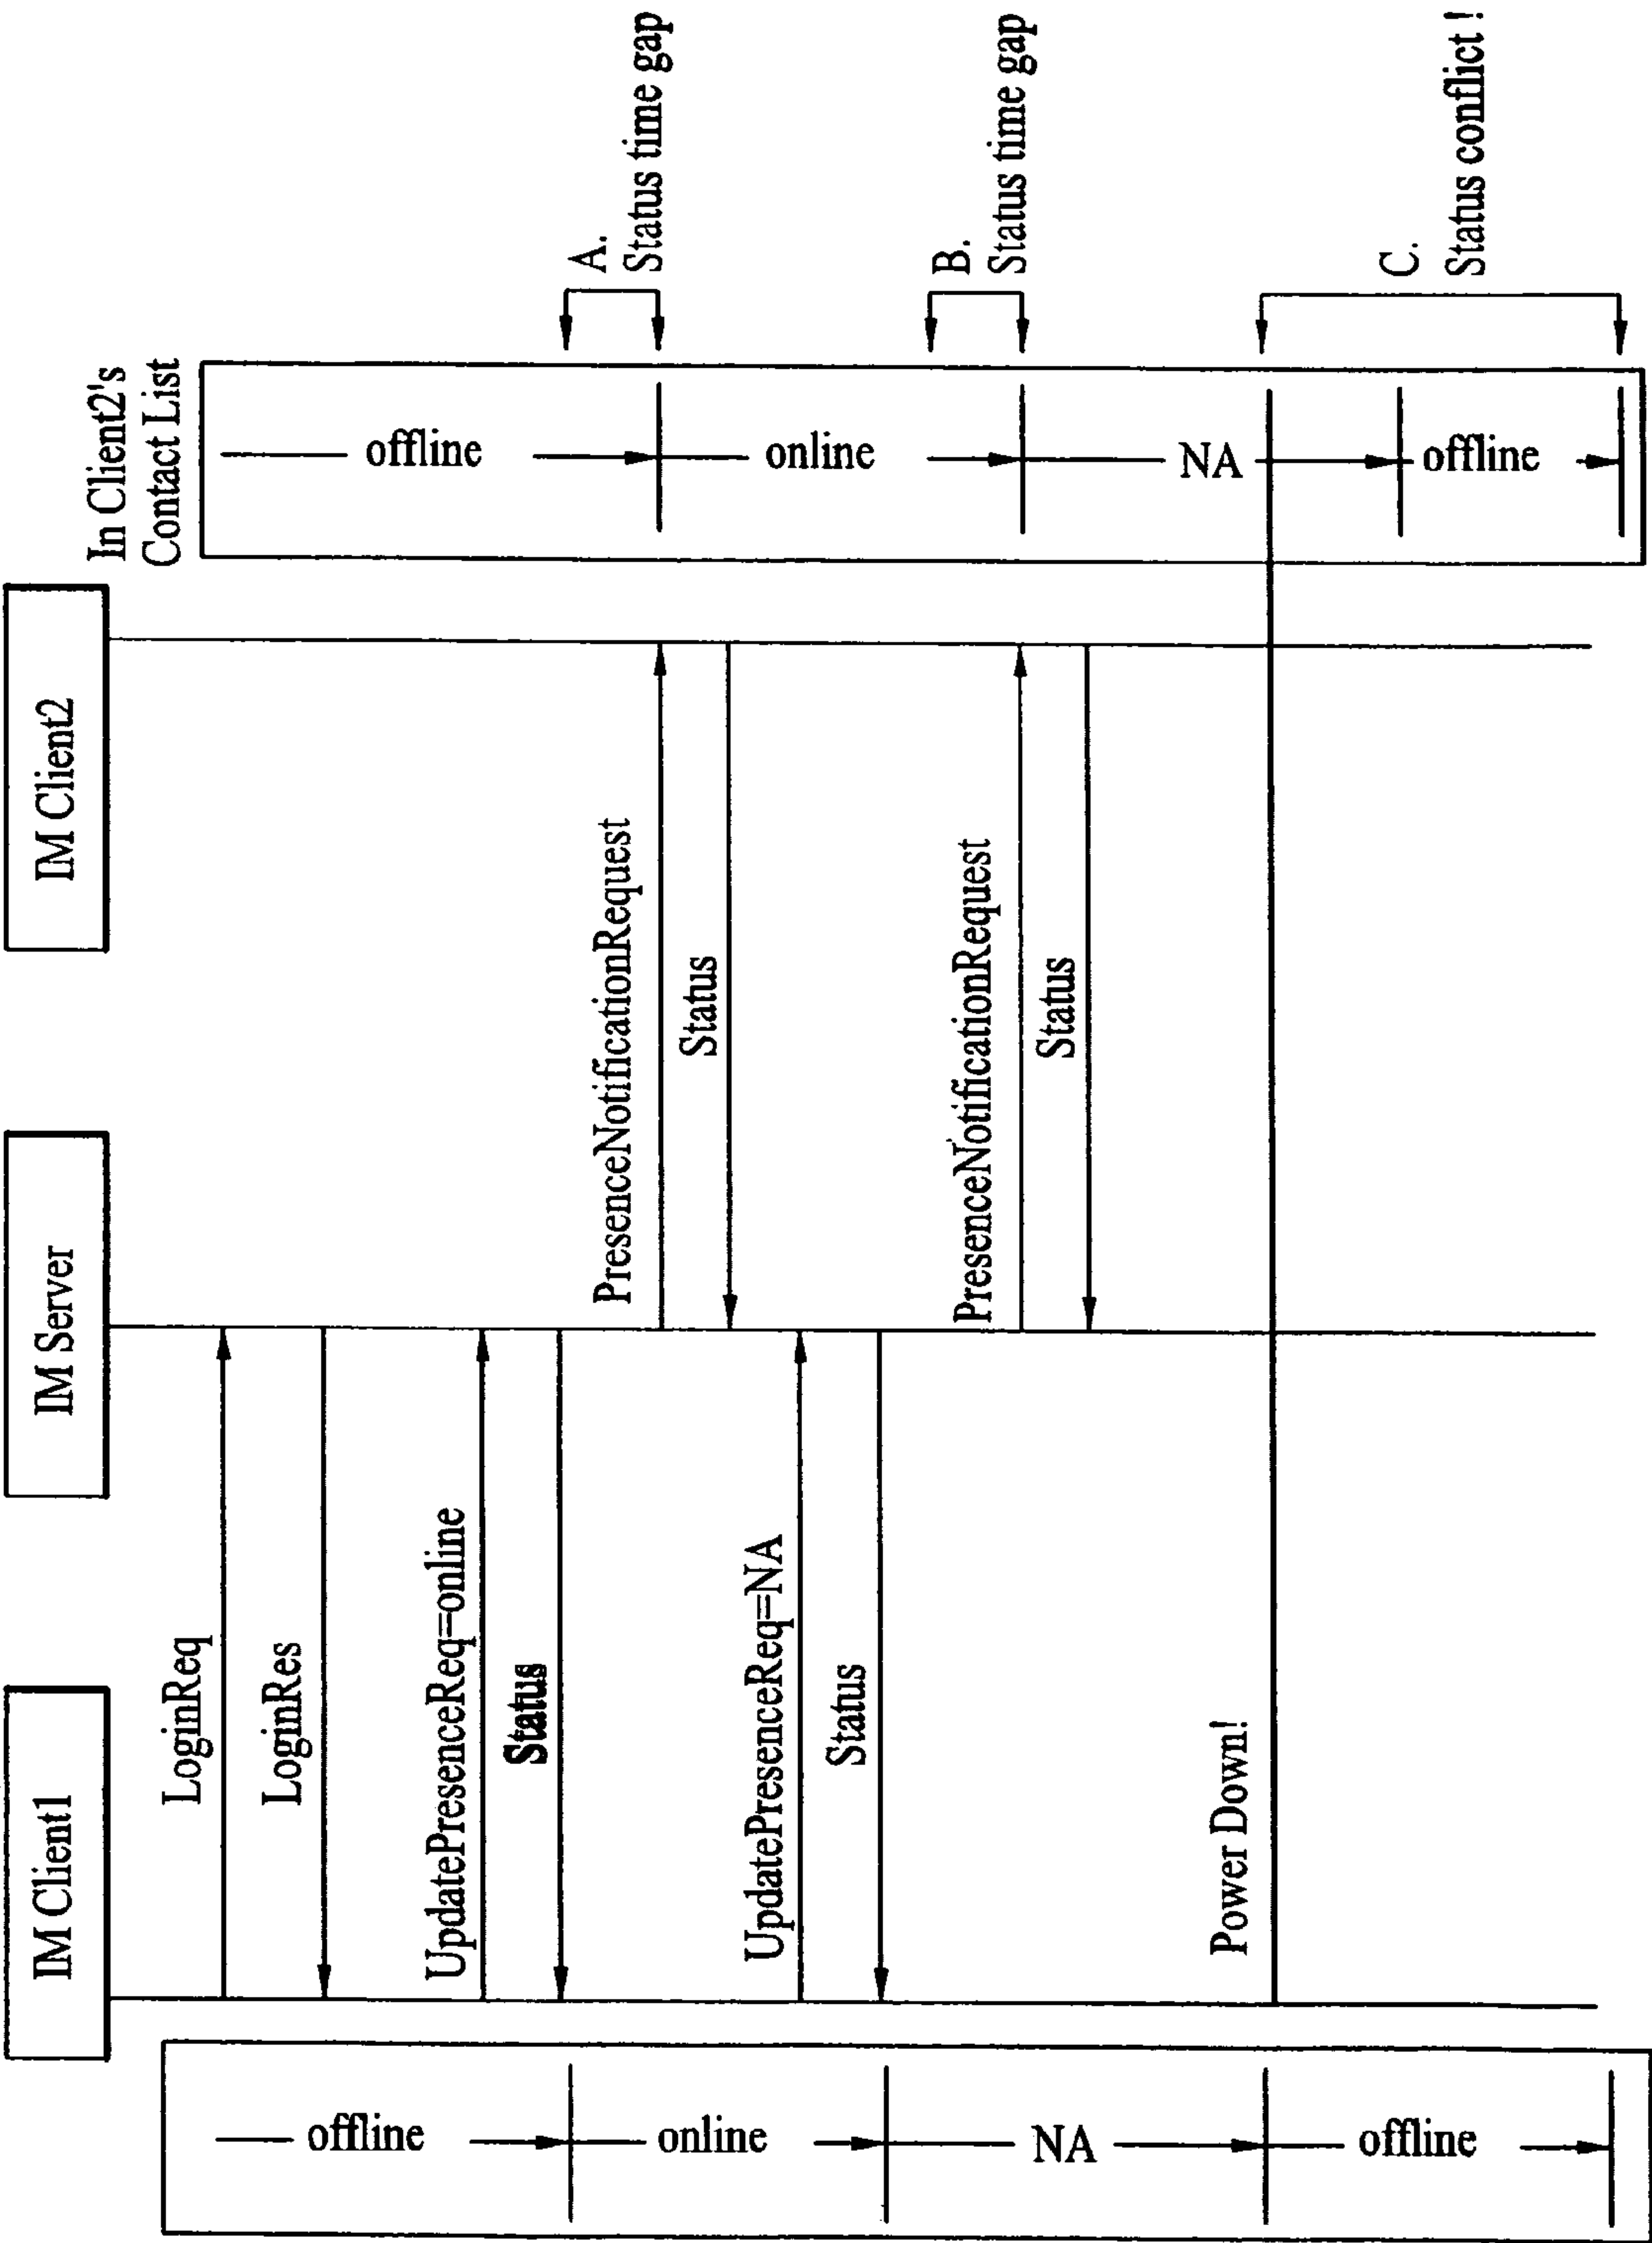 IM Client1
IM Server
IM Client2
In Client2's
Contact List
LoginReq
LoginRes
UpdatePresenceReq=online
Status
PresenceNotificationRequest
Status
UpdatePresenceReq=NA
Status
PresenceNotificationRequest
Status
Power Down!
offline
online
NA
offline
offline
online
NA
offline
A.
Status time gap
B.
Status time gap
C.
Status conflict !